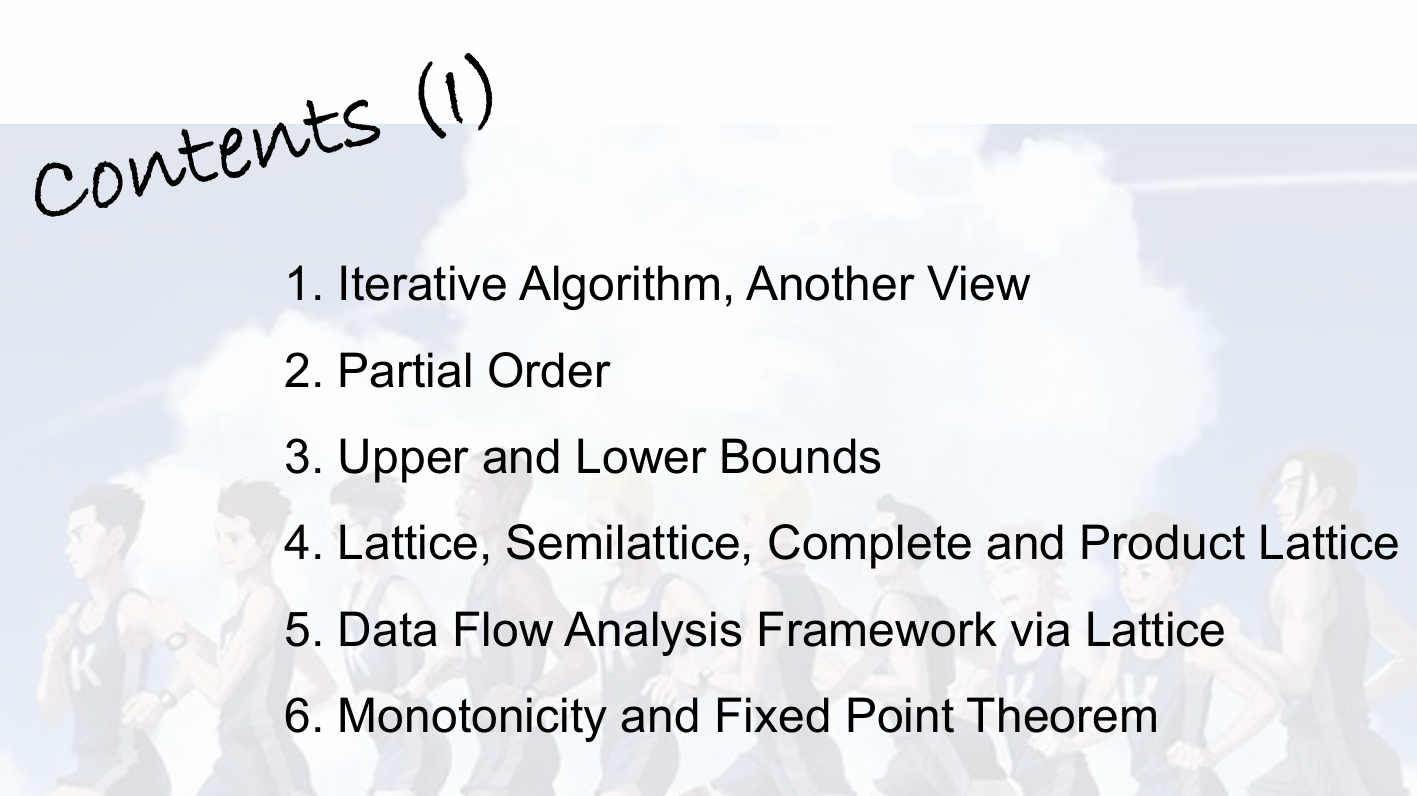 Contents (1)
1. Iterative Algorithm, Another View
2. Partial Order
3. Upper and Lower Bounds
4. Lattice, Semilattice, Complete and Product Lattice
5. Data Flow Analysis Framework via Lattice
6. Monotonicity and Fixed Point Theorem
K
K
K
K
K